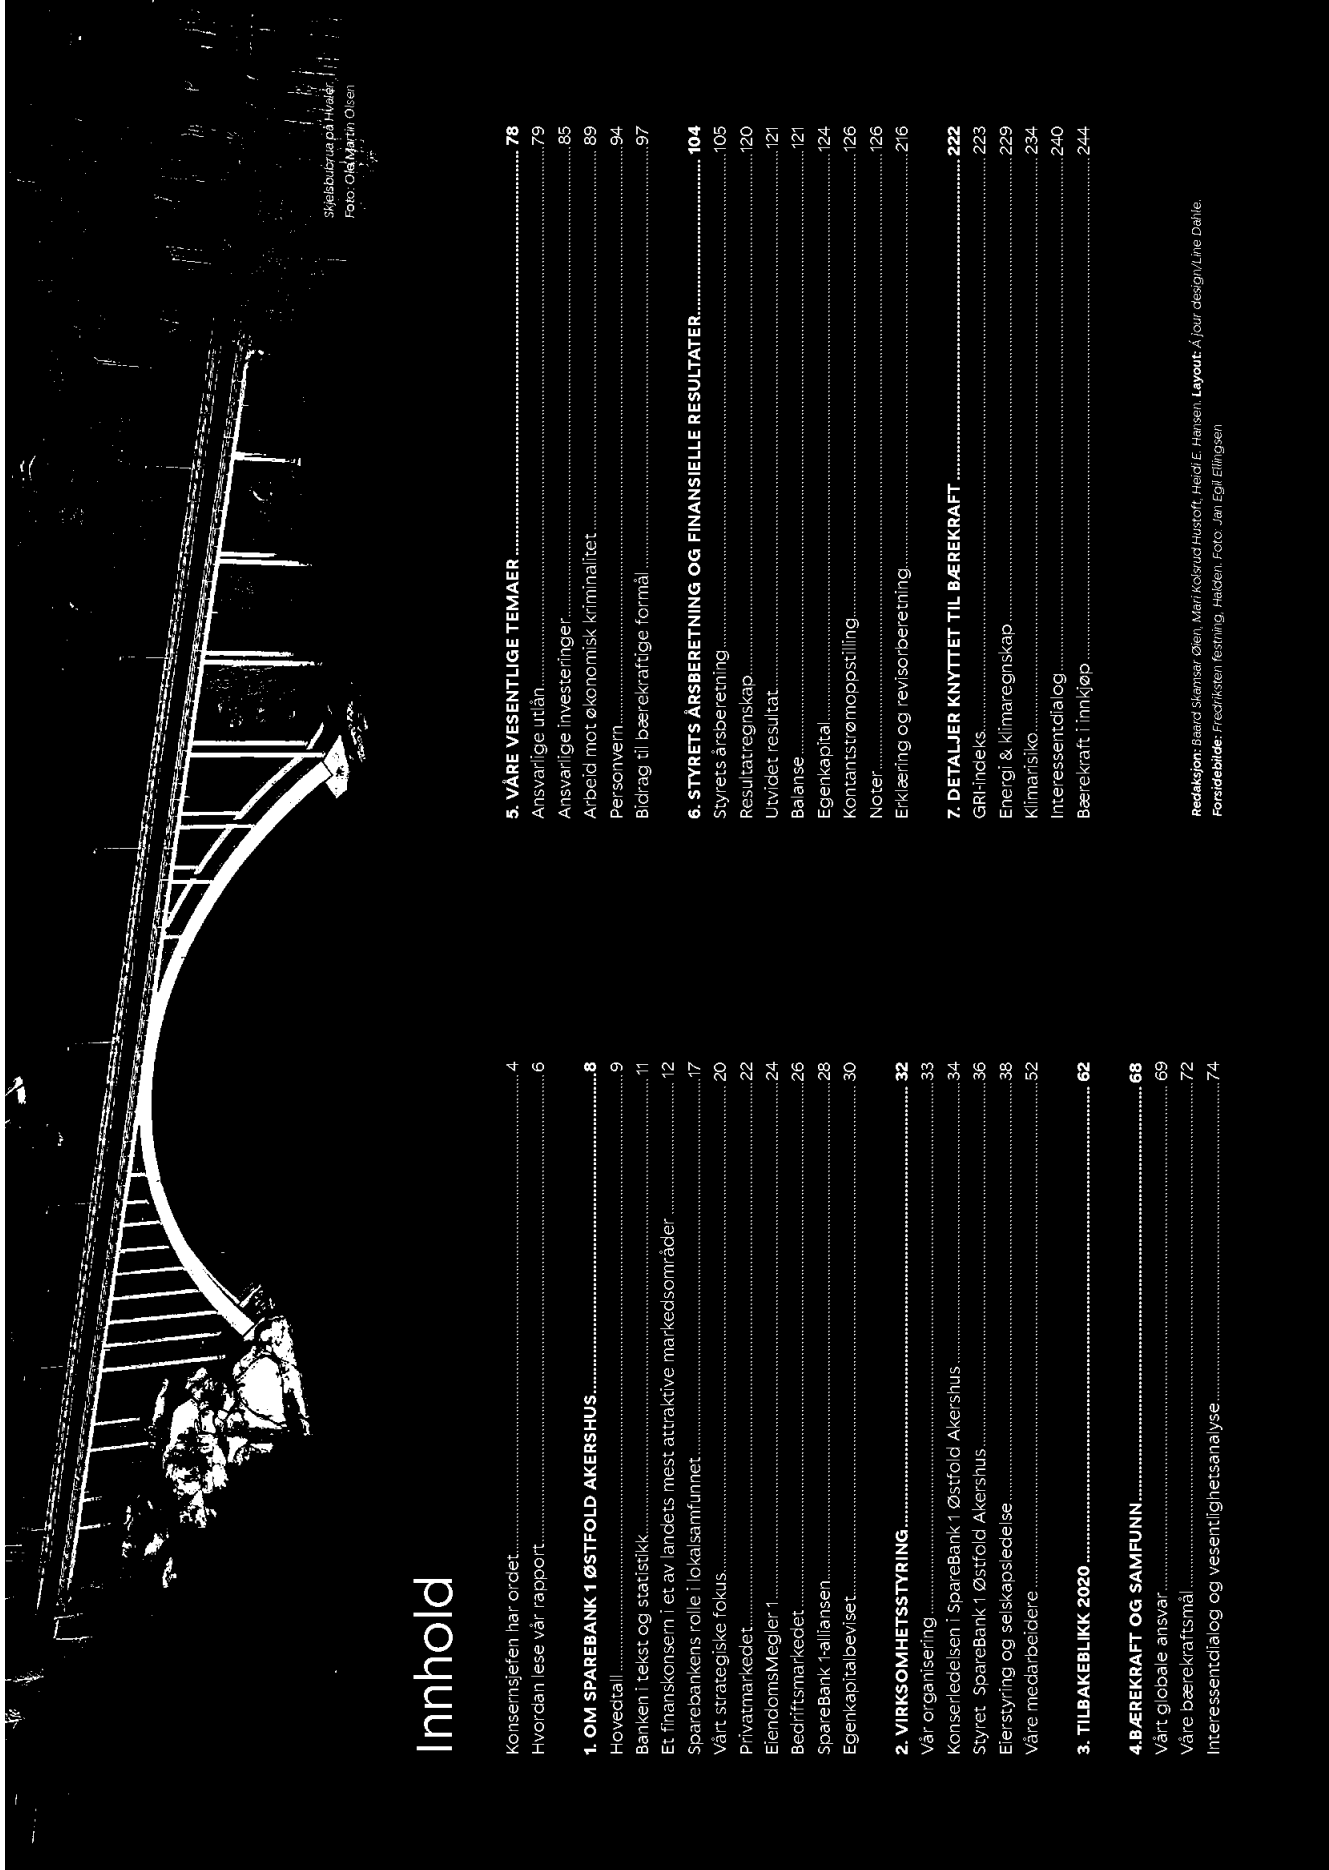 Skjelsbubrua på Hvaler.
Foto: Ola Martin Olsen
Innhold
Konsernsjefen har ordet 4
Hvordan lese vår rapport 6
1. OM SPAREBANK 1 ØSTFOLD AKERSHUS 8
Hovedtall 9
Banken i tekst og statistikk 11
Et finanskonsern i et av landets mest attraktive markedsområder 12
Sparebankens rolle i lokalsamfunnet 17
Vårt strategiske fokus 20
Privatmarkedet 22
EiendomsMegler 1 24
Bedriftsmarkedet 26
SpareBank 1-alliansen 28
Egenkapitalbeviset 30
2. VIRKSOMHETSSTYRING 32
Vår organisering 33
Konserledelsen i SpareBank 1 Østfold Akershus 34
Styret SpareBank 1 Østfold Akershus 36
Eierstyring og selskapsledelse 38
Våre medarbeidere 52
3. TILBAKEBLIKK 2020 62
4.BÆREKRAFT OG SAMFUNN 68
Vårt globale ansvar 69
Våre bærekraftsmål 72
Interessentdialog og vesentlighetsanalyse 74
5. VÅRE VESENTLIGE TEMAER 78
Ansvarlige utlån 79
Ansvarlige investeringer 85
Arbeid mot økonomisk kriminalitet 89
Personvern 94
Bidrag til bærekraftige formål 97
6. STYRETS ÅRSBERETNING OG FINANSIELLE RESULTATER 104
Styrets årsberetning 105
Resultatregnskap 120
Utvidet resultat 121
Balanse 121
Egenkapital 124
Kontantstrømoppstilling 126
Noter 126
Erklæring og revisorberetning 216
7. DETALJER KNYTTET TIL BÆREKRAFT 222
GRI-indeks 223
Energi & klimaregnskap 229
Klimarisiko 234
Interessentdialog 240
Bærekraft i innkjøp 244
Redaksjon: Baard Skamsar Øien, Mari Kolsrud Hustoft, Heidi E. Hansen. Layout: Á jour design/Line Dahle.
Forsidebilde: Fredriksten festning, Halden. Foto: Jan Egil Ellingsen